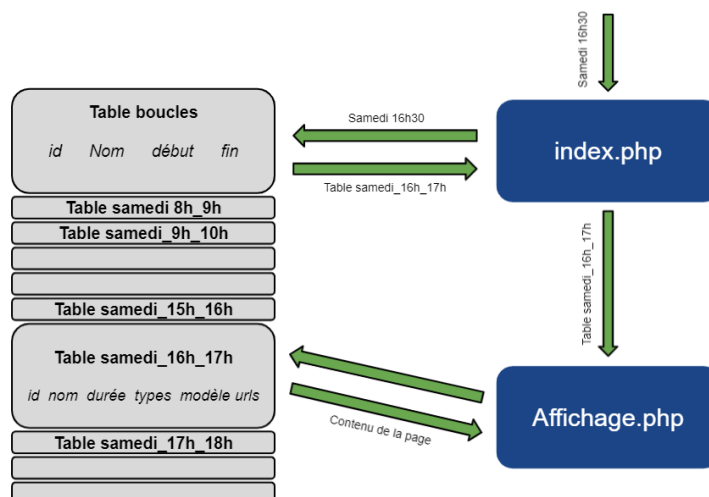 Samedi 16h30
Table boucles
id Nom début fin
Samedi 16h30
Table samedi_16h_17h
index.php
Table samedi 8h_9h
Table samedi_9h_10h
Table samedi_15h_16h
Table samedi_16h_17h
Table samedi_16h_17h
id nom durée types modèle urls
Contenu de la page
Affichage.php
Table samedi_17h_18h